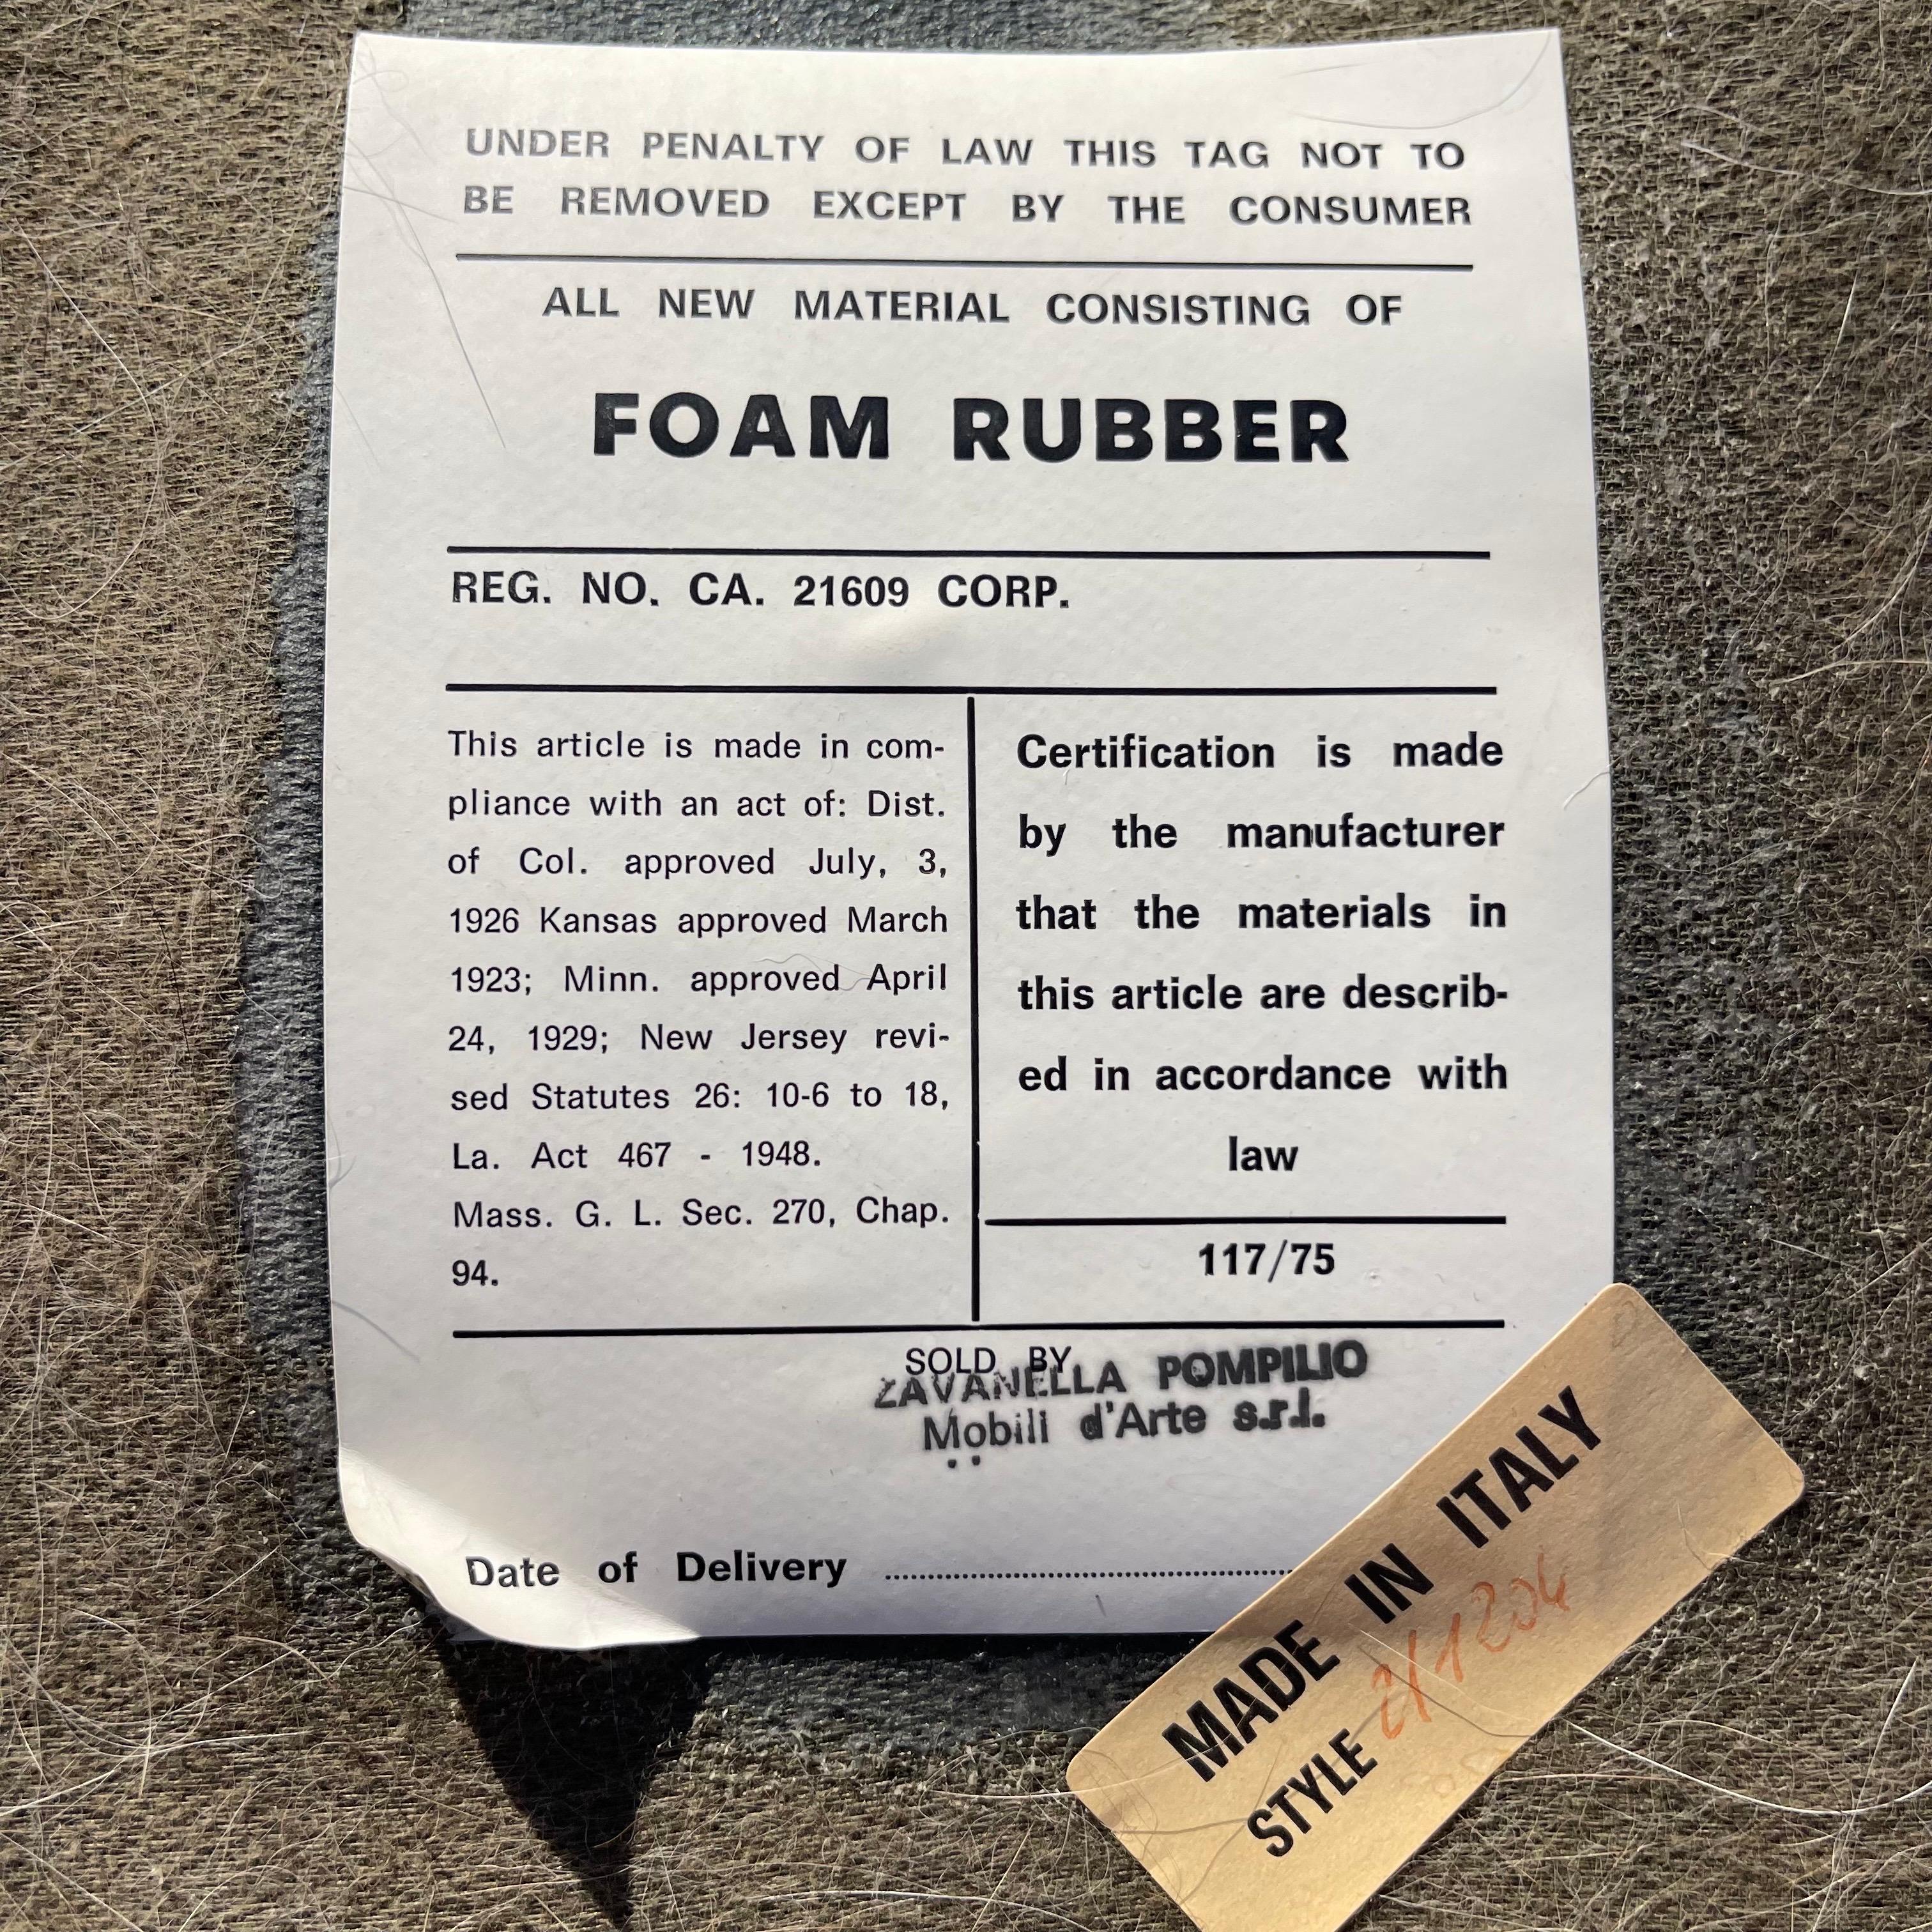 UNDER PENALTY OF LAW THIS TAG NOT TO
BE REMOVED EXCEPT BY THE CONSUMER
ALL NEW MATERIAL CONSISTING OF
FOAM RUBBER
REG. NO. CA. 21609 CORP.
This article is made in com-
pliance with an act of: Dist.
of Col. approved July, 3,
1926 Kansas approved March
1923; Minn. approved April
24, 1929; New Jersey revi-
sed Statutes 26: 10-6 to 18,
La. Act 467 - 1948.
Mass. G. L. Sec. 270, Chap.
94.
Certification is made
by the manufacturer
that the materials in
this article are describ-
ed in accordance with
law
117/75
SOLD BY
ZAVANELLA POMPILIO
Mobili d'Arte s.r.l.
Date of Delivery
MADE IN ITALY
STYLE